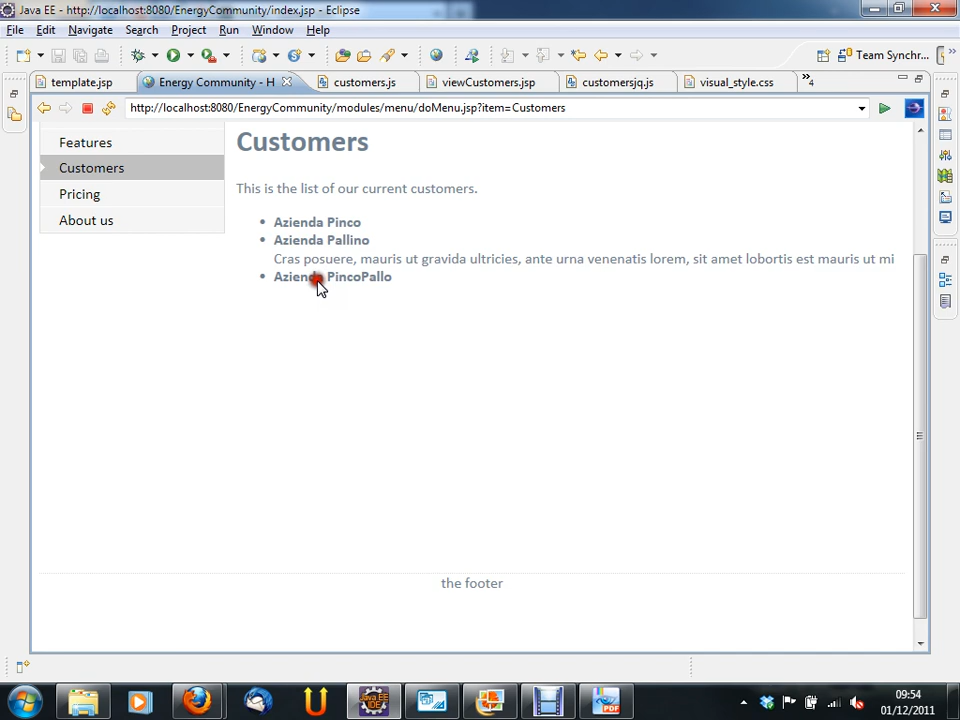 Java EE - http://localhost:8080/EnergyCommunity/index.jsp - Eclipse
File Edit Navigate Search Project Run Window Help
Team Synchr...
template.jsp
Energy Community - H
customers.js
viewCustomers.jsp
customersjq.js
visual_style.css
4
http://localhost:8080/EnergyCommunity/modules/menu/doMenu.jsp?item=Customers
Features
Customers
Pricing
About us
Customers
This is the list of our current customers.
Azienda Pinco
Azienda Pallino
Cras posuere, mauris ut gravida ultricies, ante urna venenatis lorem, sit amet lobortis est mauris ut mi
Azienda PincoPallo
the footer
Java EE
IDE
PDF
09:54
01/12/2011